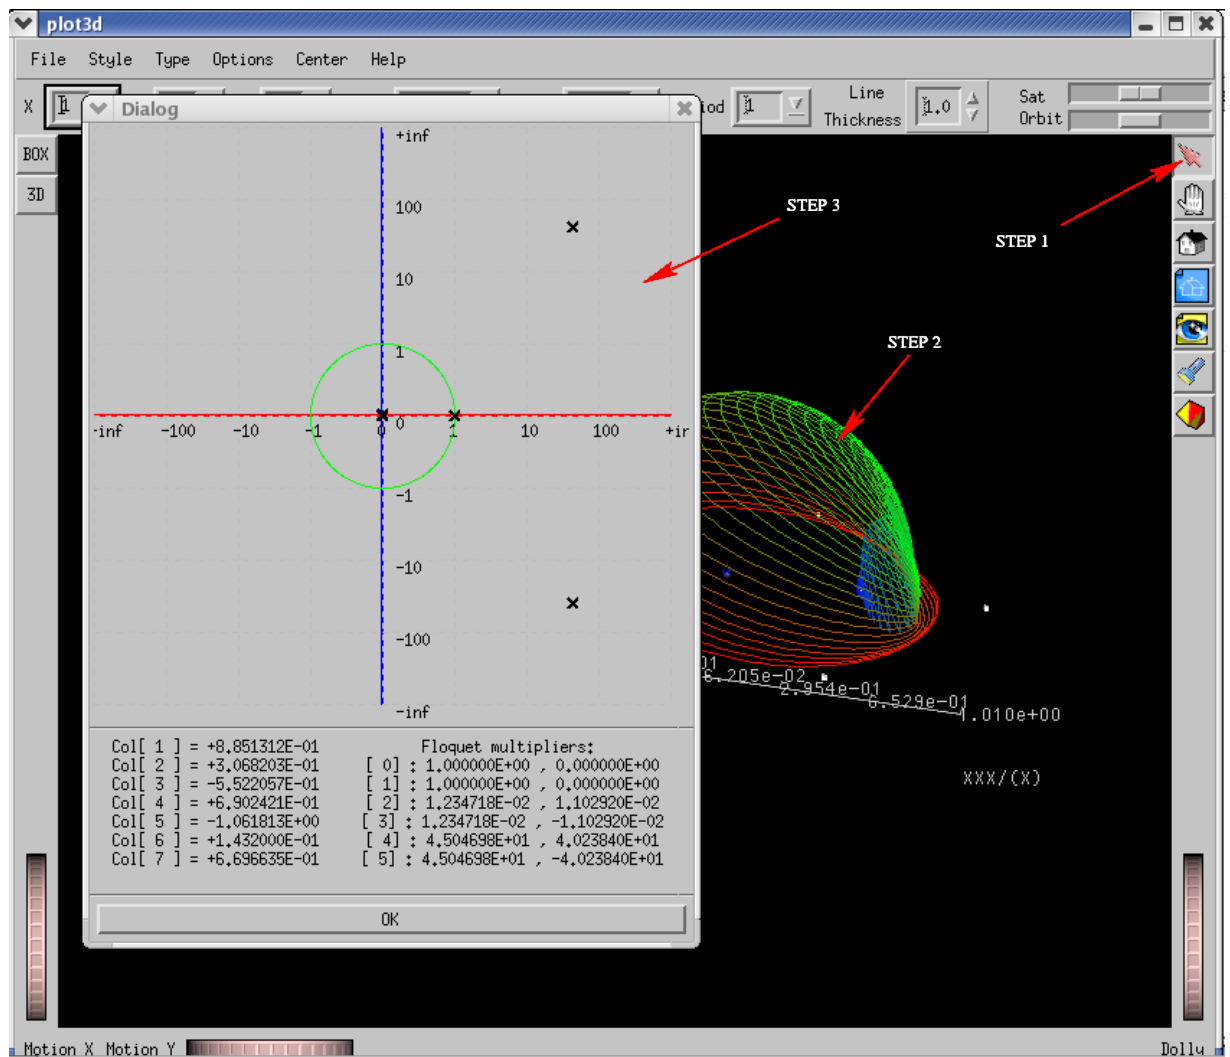 plot3d
File Style Type Options Center Help
X 1 iod 1 Line Thickness 1.0 Sat Orbit
Dialog
BOX
3D
+inf
100
10
1
0
-inf -100 -10 -1 0 1 10 100 +ir
-1
-10
-100
-inf
STEP 3
STEP 1
STEP 2
01
6.205e-02
2.954e-01
6.529e-01
1.010e+00
XXX/(X)
Col[ 1 ] = +8.851312E-01 Floquet multipliers:
Col[ 2 ] = +3.068203E-01 [ 0] : 1.000000E+00 , 0.000000E+00
Col[ 3 ] = -5.522057E-01 [ 1] : 1.000000E+00 , 0.000000E+00
Col[ 4 ] = +6.902421E-01 [ 2] : 1.234718E-02 , 1.102920E-02
Col[ 5 ] = -1.061813E+00 [ 3] : 1.234718E-02 , -1.102920E-02
Col[ 6 ] = +1.432000E-01 [ 4] : 4.504698E+01 , 4.023840E+01
Col[ 7 ] = +6.696635E-01 [ 5] : 4.504698E+01 , -4.023840E+01
OK
Motion X Motion Y Dolly